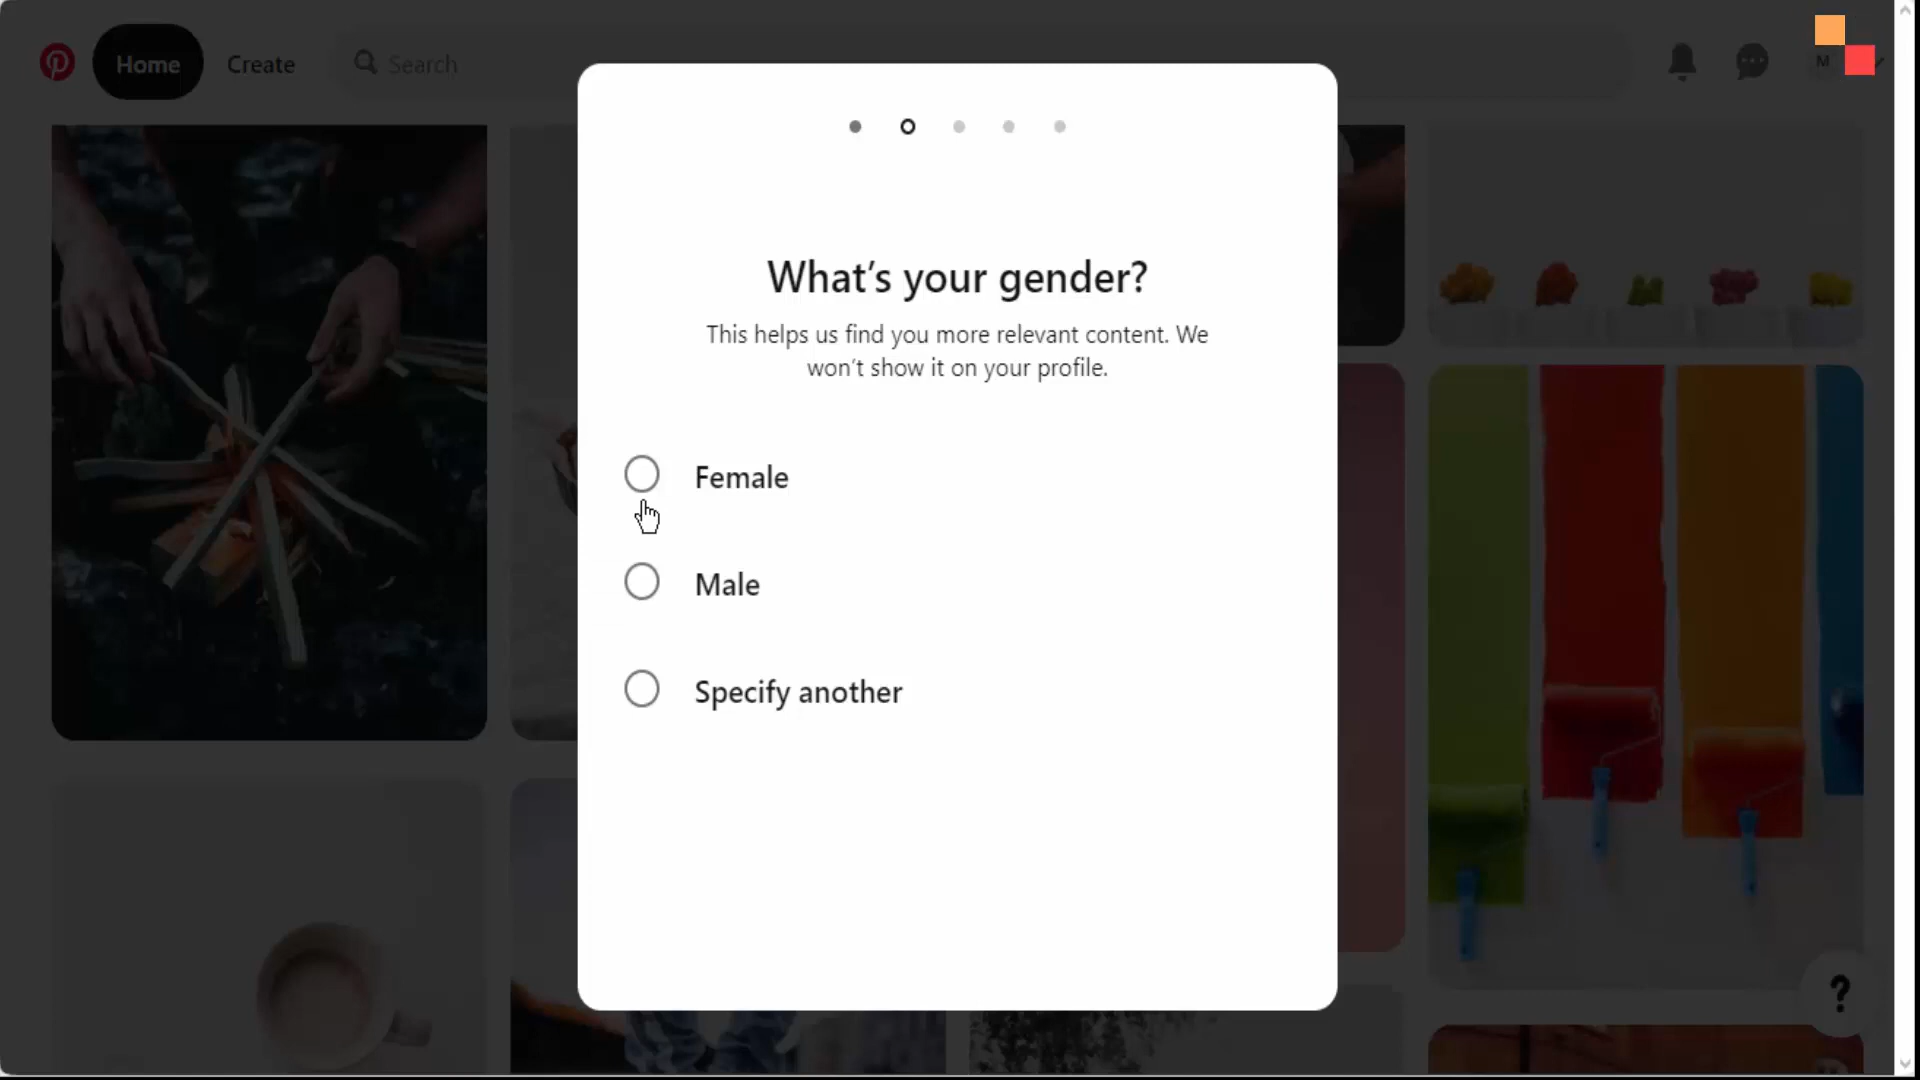 Home
Create
Search
M
What's your gender?
This helps us find you more relevant content. We
won't show it on your profile.
Female
Male
Specify another
?